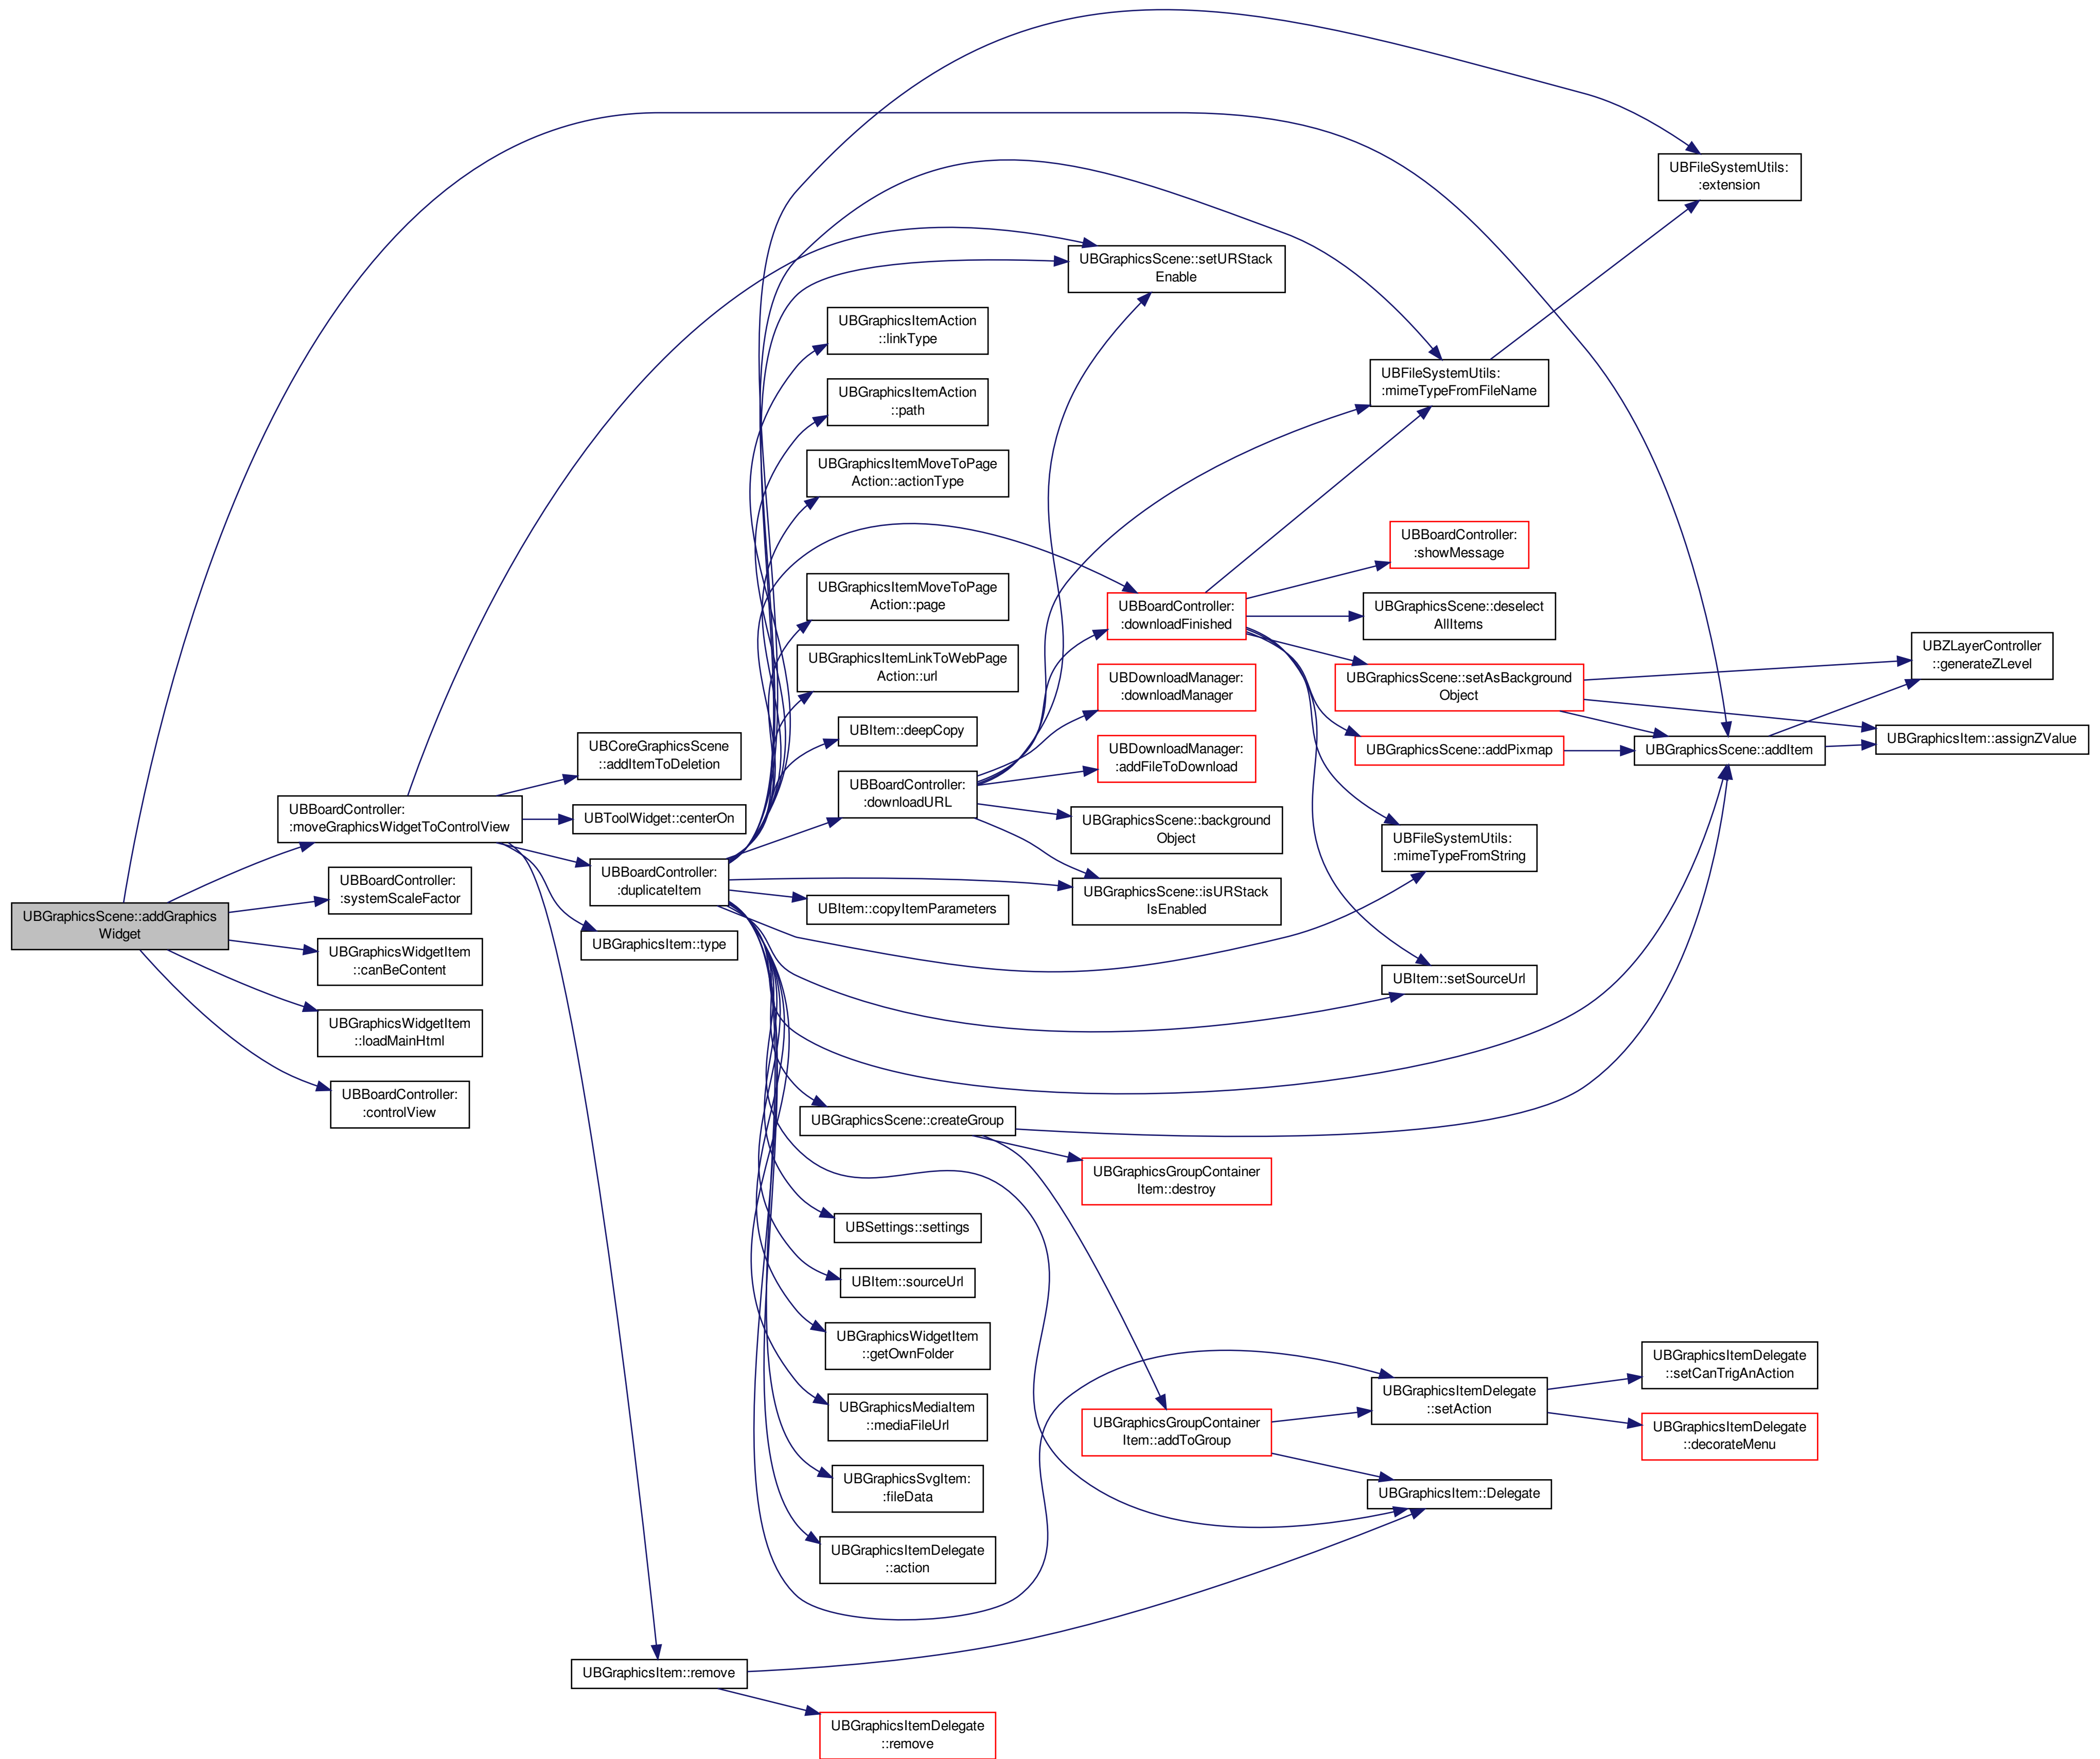 UBFileSystemUtils:
:extension
UBGraphicsScene::setURStack
Enable
UBGraphicsItemAction
::linkType
UBFileSystemUtils:
:mimeTypeFromFileName
UBGraphicsItemAction
::path
UBGraphicsItemMoveToPage
Action::actionType
UBBoardController:
:showMessage
UBGraphicsItemMoveToPage
Action::page
UBBoardController:
:downloadFinished
UBGraphicsScene::deselect
AllItems
UBZLayerController
::generateZLevel
UBGraphicsItemLinkToWebPage
Action::url
UBDownloadManager:
:downloadManager
UBGraphicsScene::setAsBackground
Object
UBGraphicsItem::assignZValue
UBItem::deepCopy
UBCoreGraphicsScene
::addItemToDeletion
UBDownloadManager:
:addFileToDownload
UBGraphicsScene::addPixmap
UBGraphicsScene::addItem
UBBoardController:
:downloadURL
UBBoardController:
:moveGraphicsWidgetToControlView
UBToolWidget::centerOn
UBGraphicsScene::background
Object
UBFileSystemUtils:
:mimeTypeFromString
UBBoardController:
:duplicateItem
UBBoardController:
:systemScaleFactor
UBItem::copyItemParameters
UBGraphicsScene::isURStack
IsEnabled
UBGraphicsScene::addGraphics
Widget
UBGraphicsItem::type
UBGraphicsWidgetItem
::canBeContent
UBItem::setSourceUrl
UBGraphicsWidgetItem
::loadMainHtml
UBBoardController:
:controlView
UBGraphicsScene::createGroup
UBGraphicsGroupContainer
Item::destroy
UBSettings::settings
UBItem::sourceUrl
UBGraphicsWidgetItem
::getOwnFolder
UBGraphicsItemDelegate
::setCanTrigAnAction
UBGraphicsItemDelegate
::setAction
UBGraphicsMediaItem
::mediaFileUrl
UBGraphicsGroupContainer
Item::addToGroup
UBGraphicsItemDelegate
::decorateMenu
UBGraphicsSvgItem:
:fileData
UBGraphicsItem::Delegate
UBGraphicsItemDelegate
::action
UBGraphicsItem::remove
UBGraphicsItemDelegate
::remove